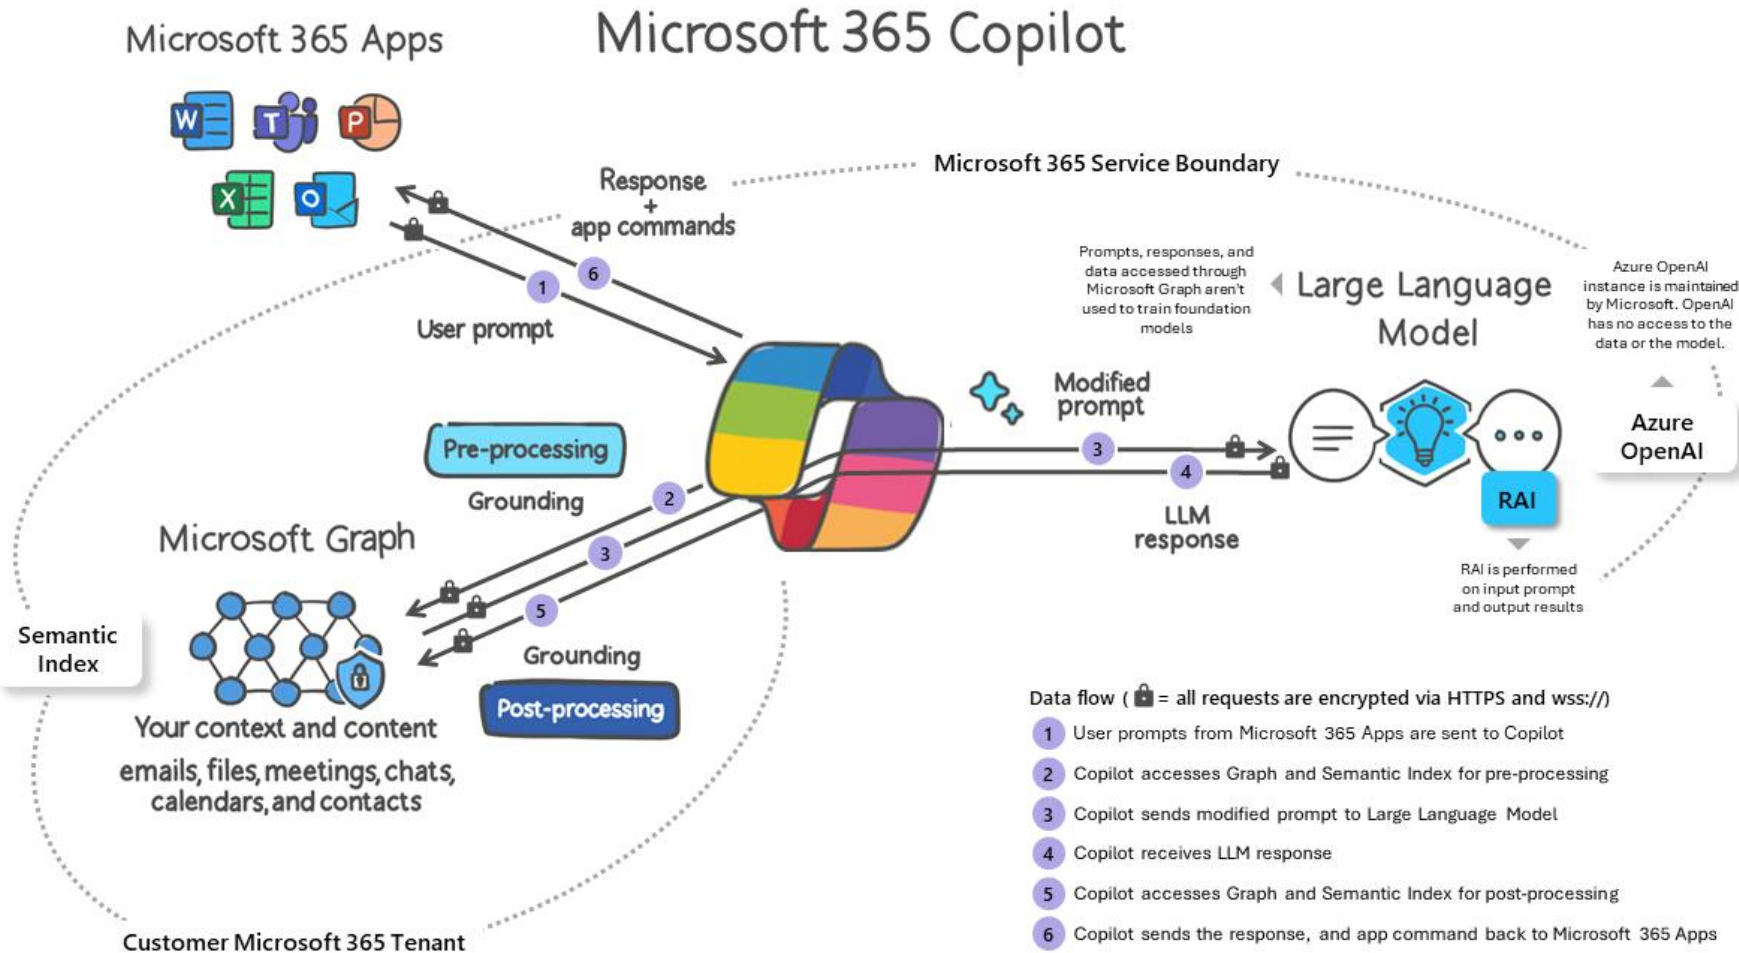 Microsoft 365 Copilot
Microsoft 365 Apps
W
T
P
X
O
Microsoft 365 Service Boundary
Response
+
app commands
6
1
User prompt
Prompts, responses, and
data accessed through
Microsoft Graph aren't
used to train foundation
models
Large Language
Model
Azure OpenAI
instance is maintained
by Microsoft. OpenAI
has no access to the
data or the model.
Modified
prompt
Azure
OpenAI
3
4
LLM
response
RAI
RAI is performed
on input prompt
and output results
Pre-processing
Grounding
2
3
5
Microsoft Graph
Semantic
Index
Grounding
Post-processing
Your context and content
emails, files, meetings, chats,
calendars, and contacts
Customer Microsoft 365 Tenant
Data flow ( = all requests are encrypted via HTTPS and wss://)
1 User prompts from Microsoft 365 Apps are sent to Copilot
2 Copilot accesses Graph and Semantic Index for pre-processing
3 Copilot sends modified prompt to Large Language Model
4 Copilot receives LLM response
5 Copilot accesses Graph and Semantic Index for post-processing
6 Copilot sends the response, and app command back to Microsoft 365 Apps